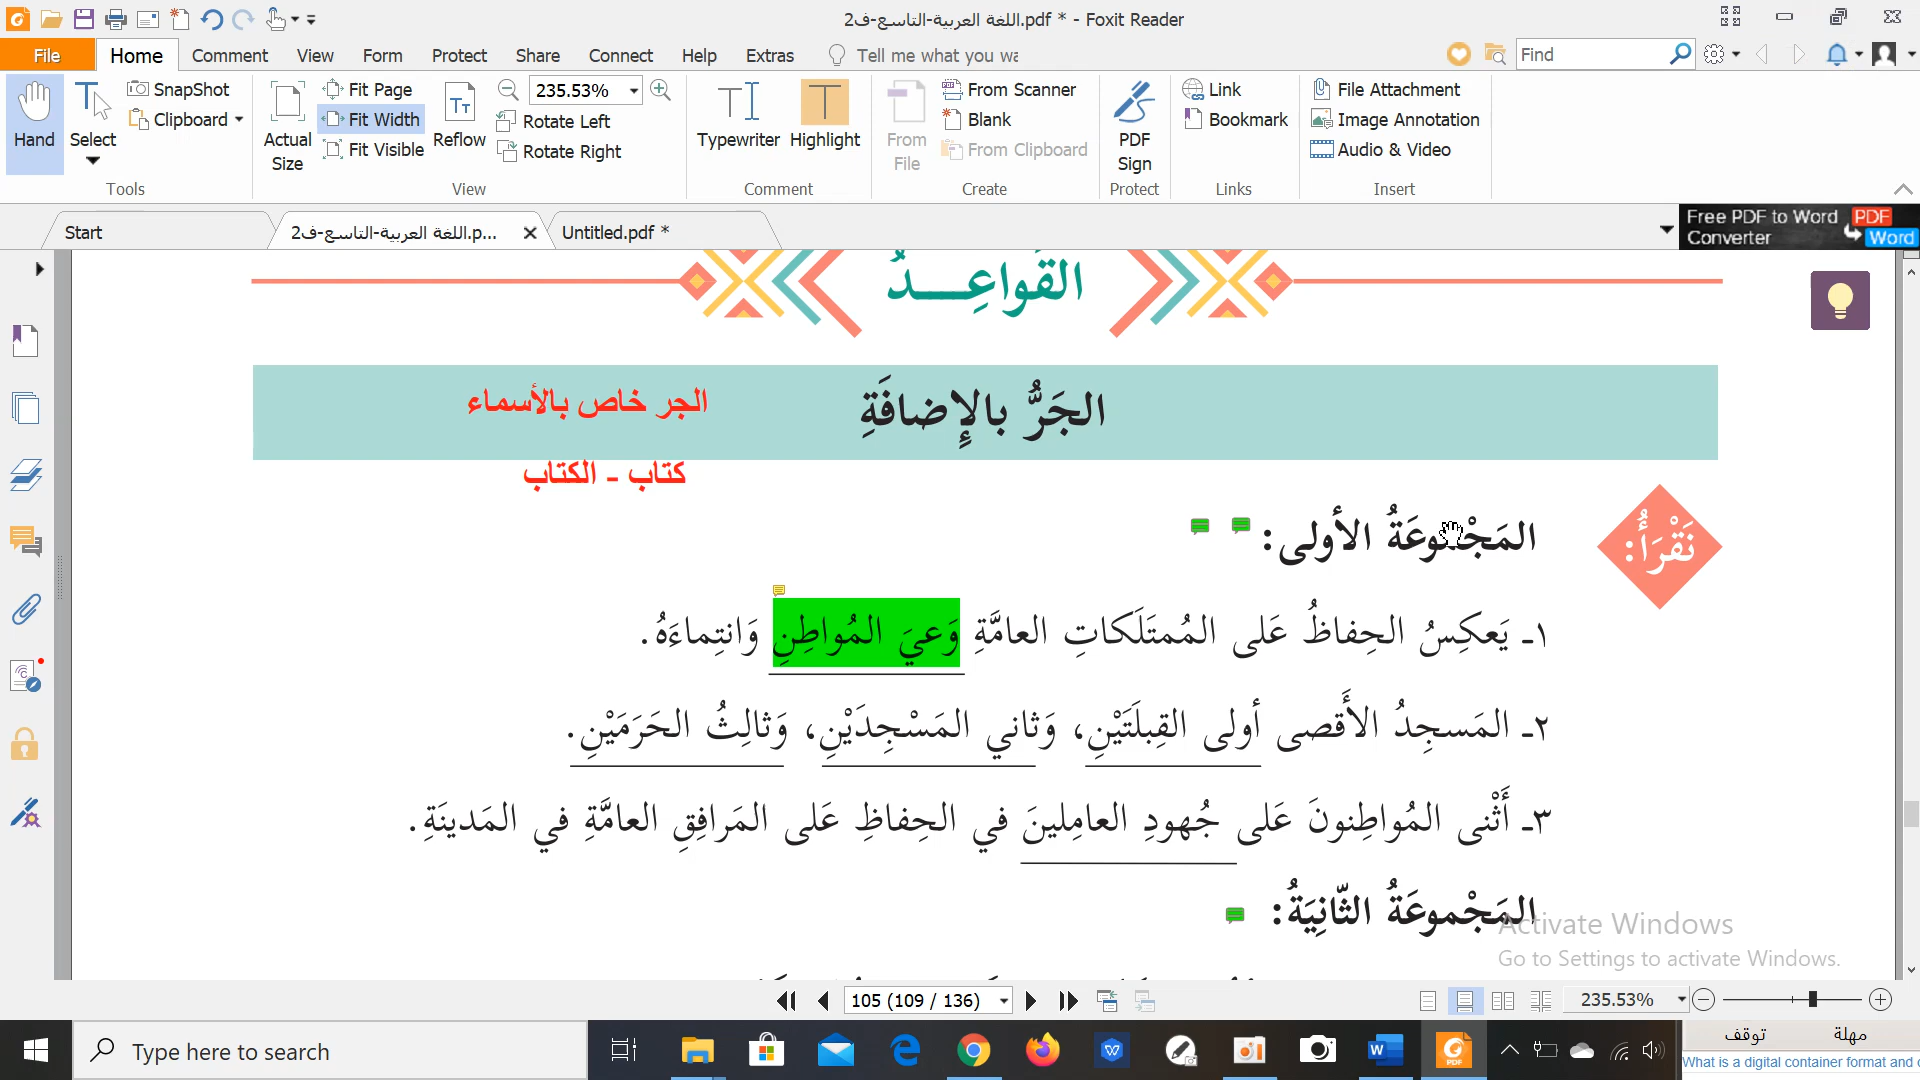 اللغة العربية-التاسع-ف2.pdf * - Foxit Reader
File Home Comment View Form Protect Share Connect Help Extras Tell me what you wa Find
Hand
Select
SnapShot
Clipboard
Tools
Actual Size
Fit Page
Fit Width
Fit Visible
Reflow
235.53%
Rotate Left
Rotate Right
View
Typewriter
Highlight
Comment
From File
From Scanner
Blank
From Clipboard
Create
PDF Sign
Protect
Link
Bookmark
Links
File Attachment
Image Annotation
Audio & Video
Insert
Start
اللغة العربية-التاسع-ف2.p...
Untitled.pdf *
Free PDF to Word Converter PDF Word
القَواعِـــدُ
الجَرُّ بالإِضافَةِ
الجر خاص بالأسماء
كتاب - الكتاب
نَقْرَأُ:
المَجْموعَةُ الأولى:
١ـ يَعكِسُ الحِفاظُ عَلى المُمتَلَكاتِ العامَّةِ وَعيَ المُواطِنِ وَانتِماءَهُ.
٢ـ المَسجِدُ الأَقصى أولى القِبلَتَيْنِ، وَثاني المَسْجِدَيْنِ، وَثالِثُ الحَرَمَيْنِ.
٣ـ أَثْنى المُواطِنونَ عَلى جُهودِ العامِلينَ في الحِفاظِ عَلى المَرافِقِ العامَّةِ في المَدينَةِ.
المَجْموعَةُ الثّانِيَةُ:
Activate Windows
Go to Settings to activate Windows.
105 (109 / 136)
235.53%
Type here to search
توقف مهلة
What is a digital container format and